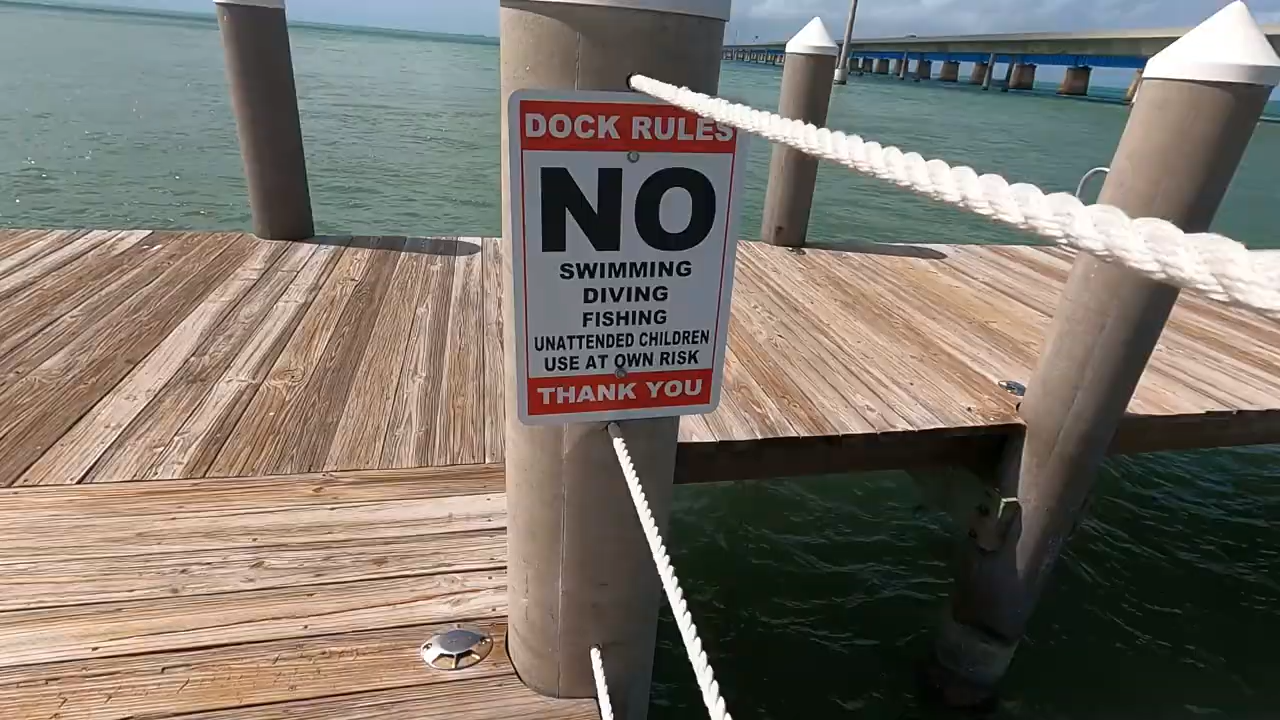 DOCK RULES
NO
SWIMMING
DIVING
FISHING
UNATTENDED CHILDREN
USE AT OWN RISK
THANK YOU